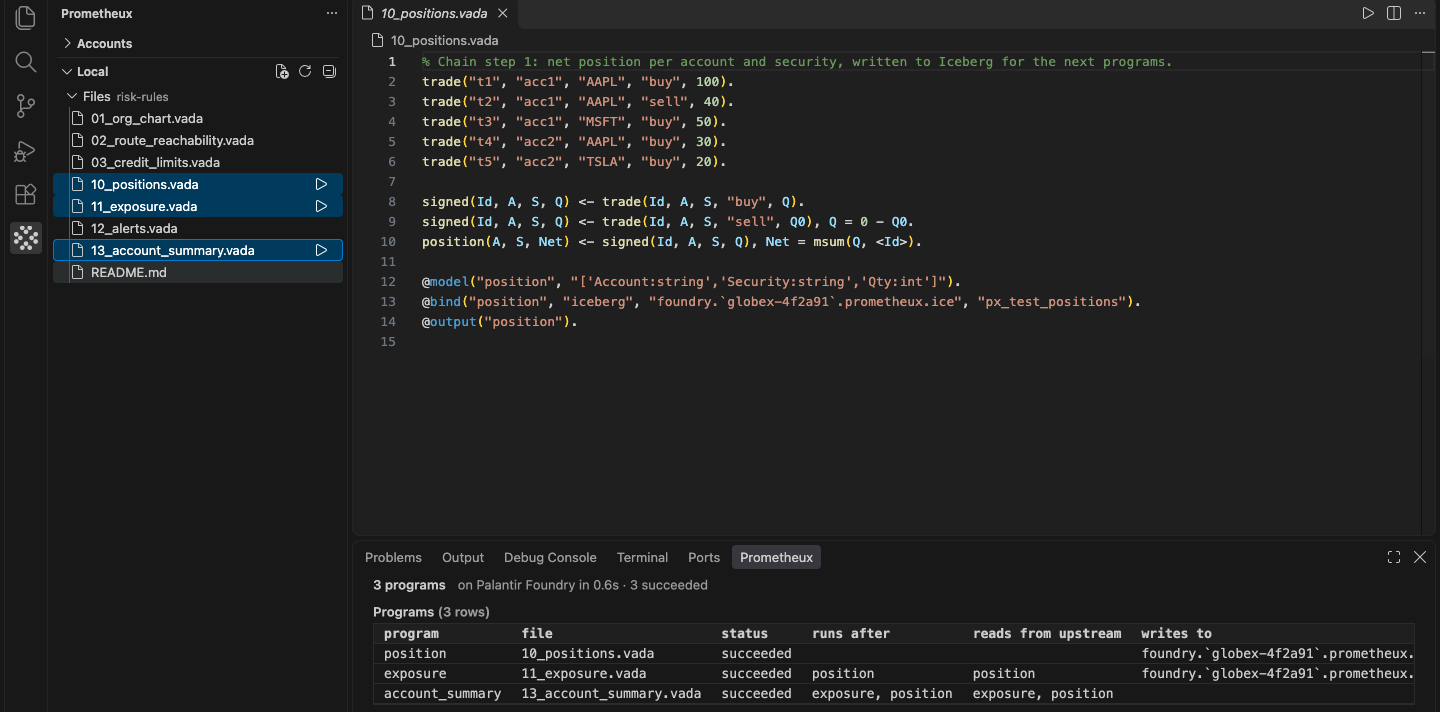 Prometheux
Accounts
Local
Files risk-rules
01_org_chart.vada
02_route_reachability.vada
03_credit_limits.vada
10_positions.vada
11_exposure.vada
12_alerts.vada
13_account_summary.vada
README.md
10_positions.vada
10_positions.vada
1 % Chain step 1: net position per account and security, written to Iceberg for the next programs.
2 trade("t1", "acc1", "AAPL", "buy", 100).
3 trade("t2", "acc1", "AAPL", "sell", 40).
4 trade("t3", "acc1", "MSFT", "buy", 50).
5 trade("t4", "acc2", "AAPL", "buy", 30).
6 trade("t5", "acc2", "TSLA", "buy", 20).
7
8 signed(Id, A, S, Q) <- trade(Id, A, S, "buy", Q).
9 signed(Id, A, S, Q) <- trade(Id, A, S, "sell", Q0), Q = 0 - Q0.
10 position(A, S, Net) <- signed(Id, A, S, Q), Net = msum(Q, <Id>).
11
12 @model("position", "['Account:string','Security:string','Qty:int']").
13 @bind("position", "iceberg", "foundry.`globex-4f2a91`.prometheux.ice", "px_test_positions").
14 @output("position").
15
Problems Output Debug Console Terminal Ports Prometheux
3 programs on Palantir Foundry in 0.6s · 3 succeeded
Programs (3 rows)
program file status runs after reads from upstream writes to
position 10_positions.vada succeeded foundry.`globex-4f2a91`.prometheux.
exposure 11_exposure.vada succeeded position position foundry.`globex-4f2a91`.prometheux.
account_summary 13_account_summary.vada succeeded exposure, position exposure, position